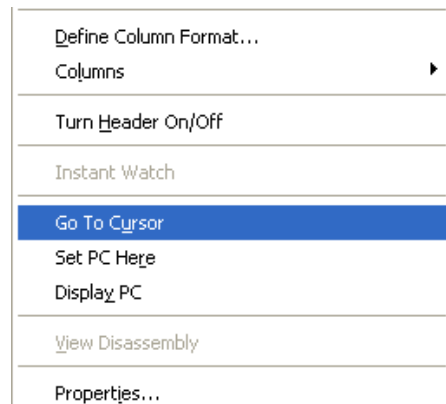 Define Column Format...
Columns
Turn Header On/Off
Instant Watch
Go To Cursor
Set PC Here
Display PC
View Disassembly
Properties...